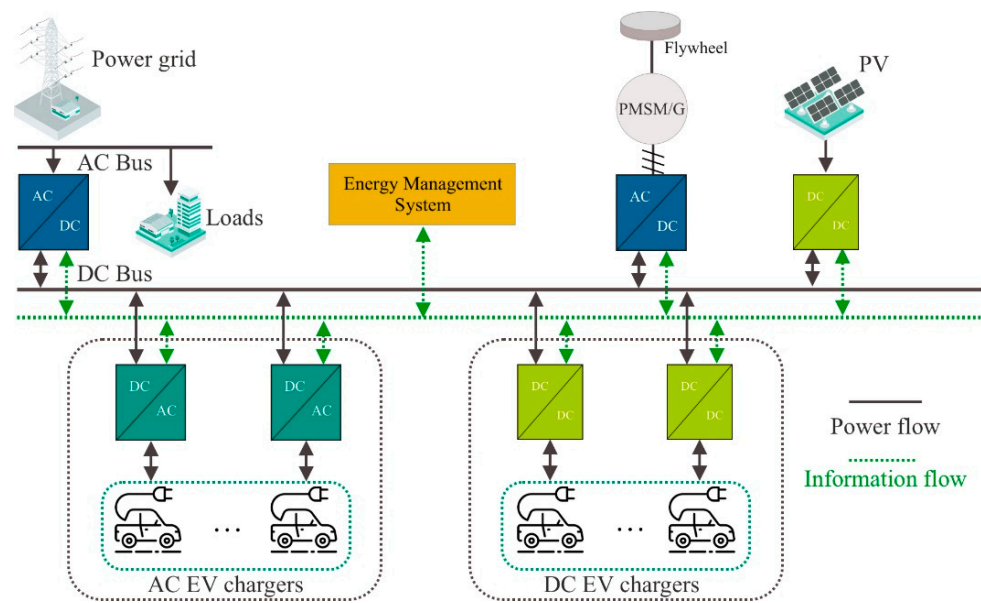 Power grid
Flywheel
PMSM/G
PV
AC Bus
AC
DC
Loads
Energy Management
System
AC
DC
DC
DC
DC Bus
DC
AC
DC
AC
DC
DC
DC
DC
Power flow
Information flow
...
...
AC EV chargers
DC EV chargers